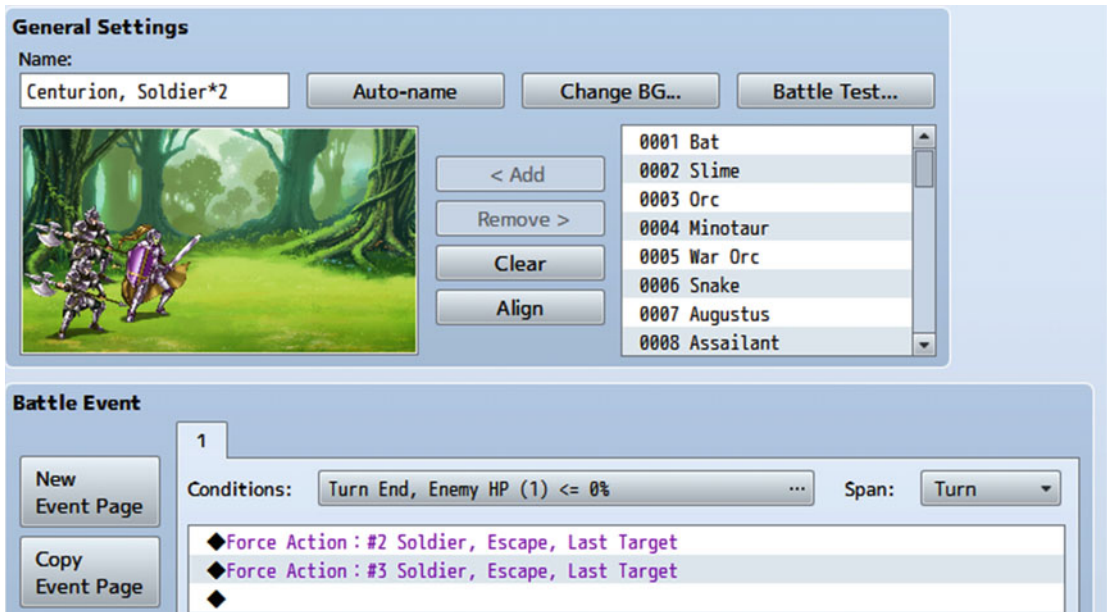 General Settings
Name:
Centurion, Soldier*2
Auto-name
Change BG...
Battle Test...
< Add
Remove >
Clear
Align
0001 Bat
0002 Slime
0003 Orc
0004 Minotaur
0005 War Orc
0006 Snake
0007 Augustus
0008 Assailant
Battle Event
New
Event Page
Copy
Event Page
1
Conditions:
Turn End, Enemy HP (1) <= 0%
...
Span:
Turn
◆Force Action：#2 Soldier, Escape, Last Target
◆Force Action：#3 Soldier, Escape, Last Target
◆